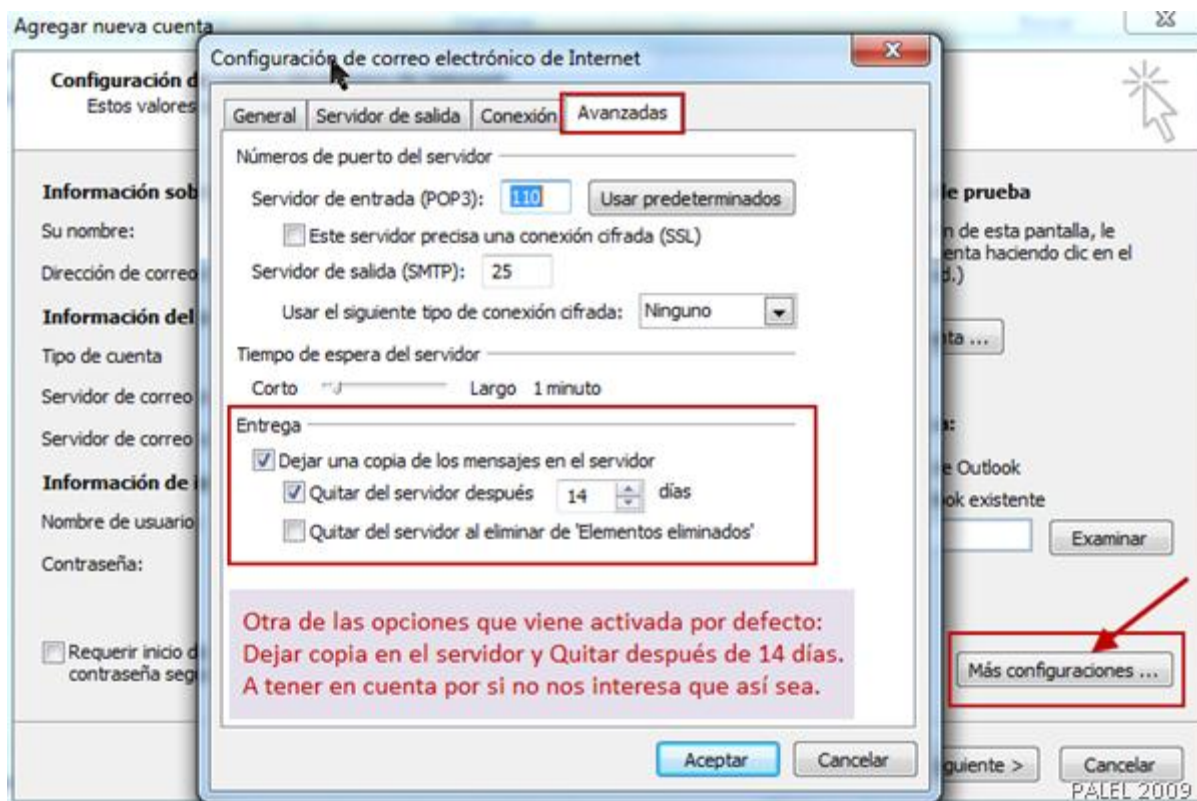 Agregar nueva cuenta
Configuración de correo electrónico de Internet
Configuración d
Estos valores
General Servidor de salida Conexión Avanzadas
Números de puerto del servidor
Servidor de entrada (POP3): 110 Usar predeterminados
Este servidor precisa una conexión cifrada (SSL)
Servidor de salida (SMTP): 25
Usar el siguiente tipo de conexión cifrada: Ninguno
Tiempo de espera del servidor
Corto Largo 1 minuto
Entrega
Dejar una copia de los mensajes en el servidor
Quitar del servidor después 14 días
Quitar del servidor al eliminar de 'Elementos eliminados'
Otra de las opciones que viene activada por defecto:
Dejar copia en el servidor y Quitar después de 14 días.
A tener en cuenta por si no nos interesa que así sea.
Aceptar Cancelar
Información sob
Su nombre:
Dirección de correo
Información del
Tipo de cuenta
Servidor de correo
Servidor de correo
Información de i
Nombre de usuario
Contraseña:
Requerir inicio d
contraseña segu
e prueba
n de esta pantalla, le
enta haciendo clic en el
d.)
ta ...
a:
e Outlook
ok existente
Examinar
Más configuraciones ...
guiente > Cancelar
PALEL 2009